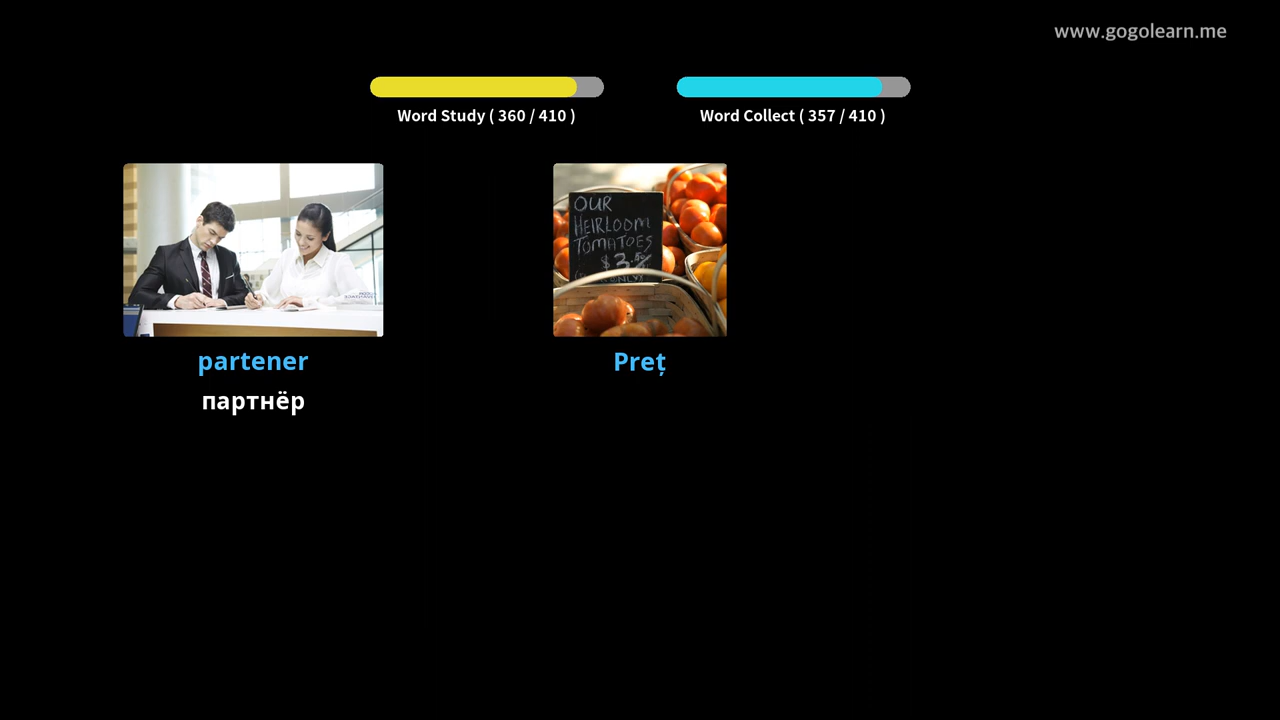 www.gogolearn.me
Word Study ( 360 / 410 )
Word Collect ( 357 / 410 )
OUR
HEIRLOOM
TOMATOES
partener
Preț
партнёр